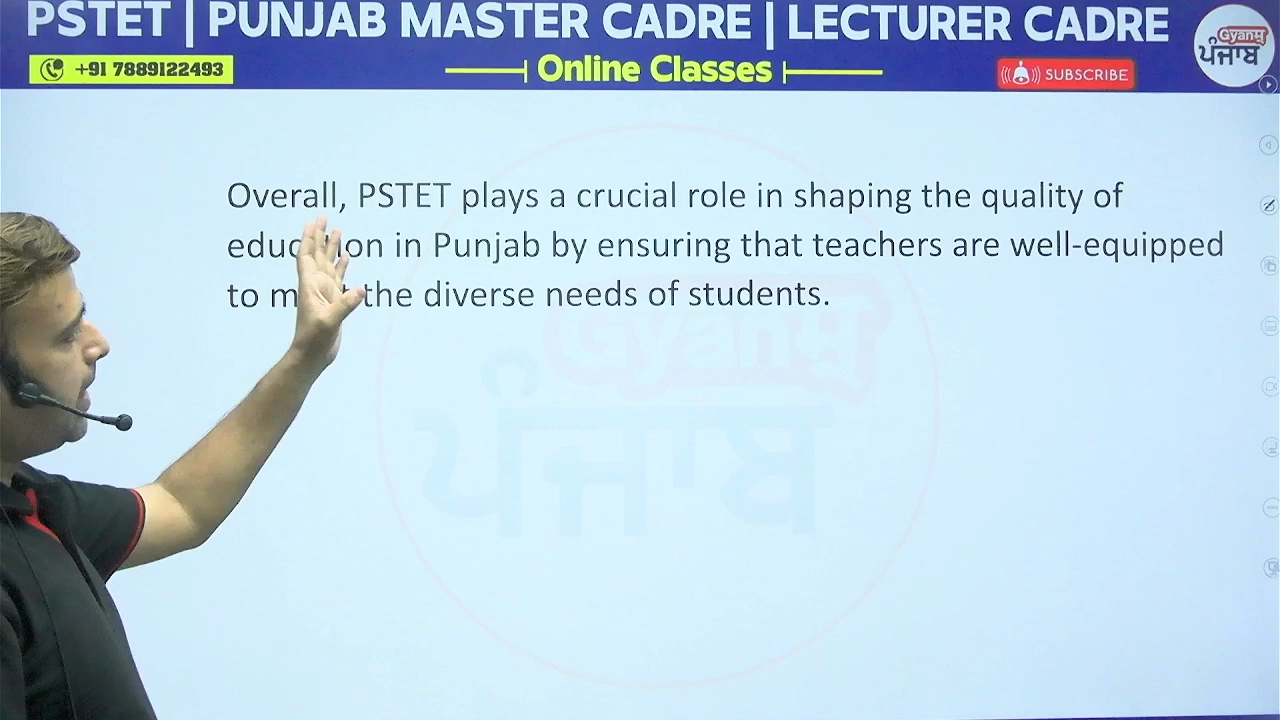 PSTET | PUNJAB MASTER CADRE | LECTURER CADRE
+91 7889122493
Online Classes
SUBSCRIBE
Gyanm
ਪੰਜਾਬ
Overall, PSTET plays a crucial role in shaping the quality of
in Punjab by ensuring that teachers are well-equipped
to the diverse needs of students.
ਪੰਜਾਬ